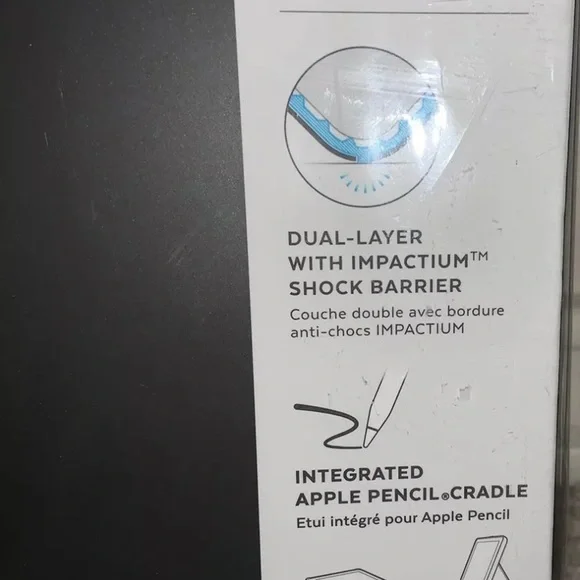 DUAL-LAYER
WITH IMPACTIUM™
SHOCK BARRIER
Couche double avec bordure
anti-chocs IMPACTIUM
INTEGRATED
APPLE PENCIL®CRADLE
Etui intégré pour Apple Pencil